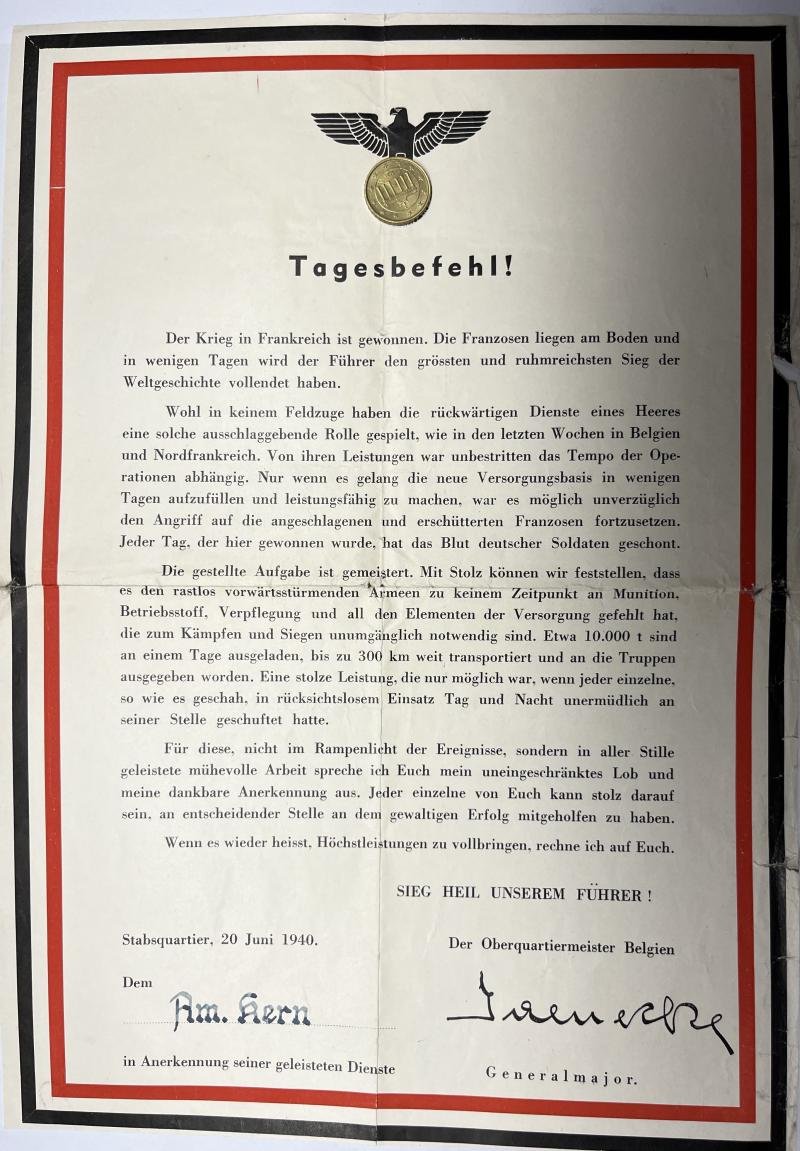 Tagesbefehl!
Der Krieg in Frankreich ist gewonnen. Die Franzosen liegen am Boden und
in wenigen Tagen wird der Führer den grössten und ruhmreichsten Sieg der
Weltgeschichte vollendet haben.
Wohl in keinem Feldzuge haben die rückwärtigen Dienste eines Heeres
eine solche ausschlaggebende Rolle gespielt, wie in den letzten Wochen in Belgien
und Nordfrankreich. Von ihren Leistungen war unbestritten das Tempo der Ope-
rationen abhängig. Nur wenn es gelang die neue Versorgungsbasis in wenigen
Tagen aufzufüllen und leistungsfähig zu machen, war es möglich unverzüglich
den Angriff auf die angeschlagenen und erschütterten Franzosen fortzusetzen.
Jeder Tag, der hier gewonnen wurde, hat das Blut deutscher Soldaten geschont.
Die gestellte Aufgabe ist gemeistert. Mit Stolz können wir feststellen, dass
es den rastlos vorwärtsstürmenden Armeen zu keinem Zeitpunkt an Munition,
Betriebsstoff, Verpflegung und all den Elementen der Versorgung gefehlt hat,
die zum Kämpfen und Siegen unumgänglich notwendig sind. Etwa 10.000 t sind
an einem Tage ausgeladen, bis zu 300 km weit transportiert und an die Truppen
ausgegeben worden. Eine stolze Leistung, die nur möglich war, wenn jeder einzelne,
so wie es geschah, in rücksichtslosem Einsatz Tag und Nacht unermüdlich an
seiner Stelle geschuftet hatte.
Für diese, nicht im Rampenlicht der Ereignisse, sondern in aller Stille
geleistete mühevolle Arbeit spreche ich Euch mein uneingeschränktes Lob und
meine dankbare Anerkennung aus. Jeder einzelne von Euch kann stolz darauf
sein, an entscheidender Stelle an dem gewaltigen Erfolg mitgeholfen zu haben.
Wenn es wieder heisst, Höchstleistungen zu vollbringen, rechne ich auf Euch.
SIEG HEIL UNSEREM FÜHRER !
Stabsquartier, 20 Juni 1940.
Der Oberquartiermeister Belgien
Dem
Am. Kern
Jaenecke
in Anerkennung seiner geleisteten Dienste
Generalmajor.